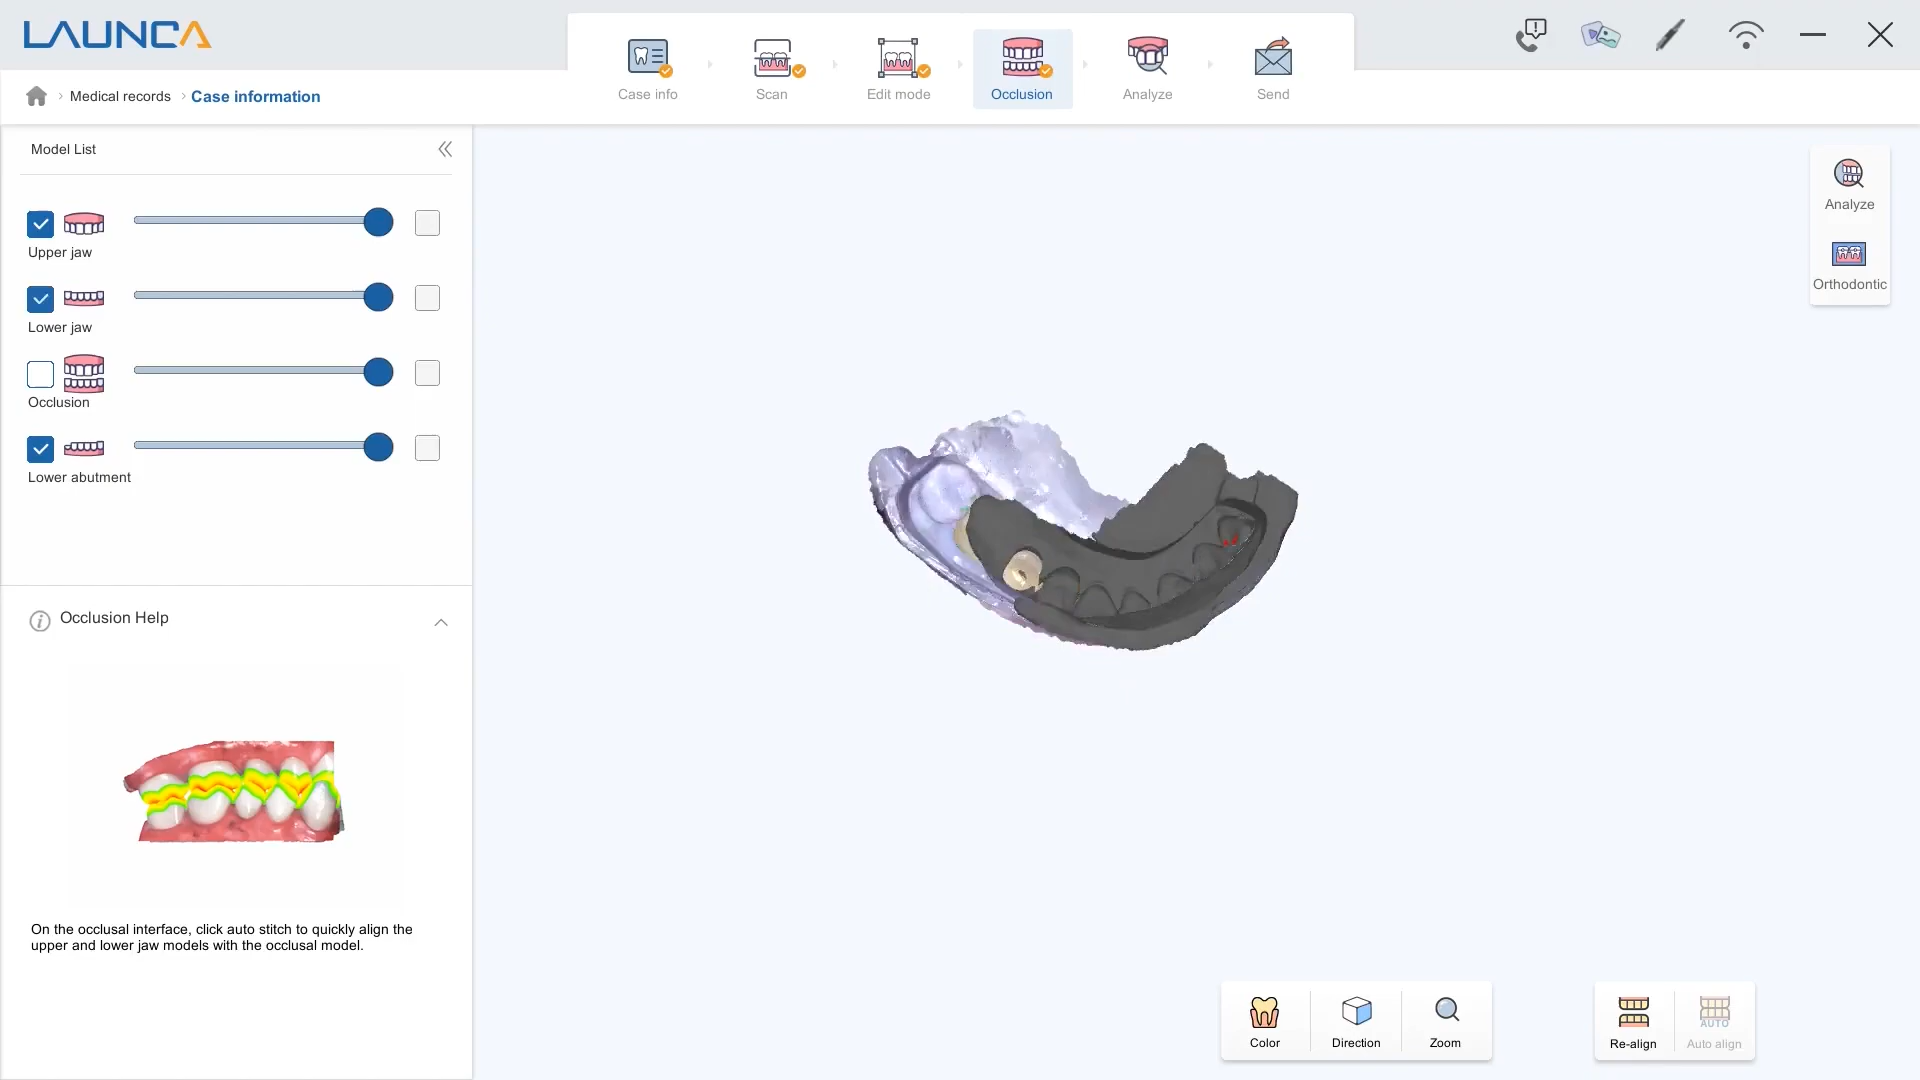 LAUNCA
Case info
Scan
Edit mode
Occlusion
Analyze
Send
Medical records
Case information
Model List
Upper jaw
Lower jaw
Occlusion
Lower abutment
Analyze
Orthodontic
Occlusion Help
On the occlusal interface, click auto stitch to quickly align the
upper and lower jaw models with the occlusal model.
Color
Direction
Zoom
Re-align
AUTO
Auto align